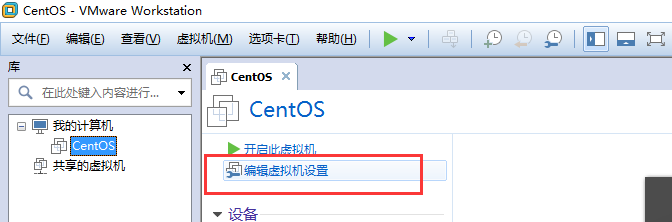 CentOS - VMware Workstation
文件(F) 编辑(E) 查看(V) 虚拟机(M) 选项卡(T) 帮助(H)
库
在此处键入内容进行...
我的计算机
CentOS
共享的虚拟机
CentOS
CentOS
开启此虚拟机
编辑虚拟机设置
设备